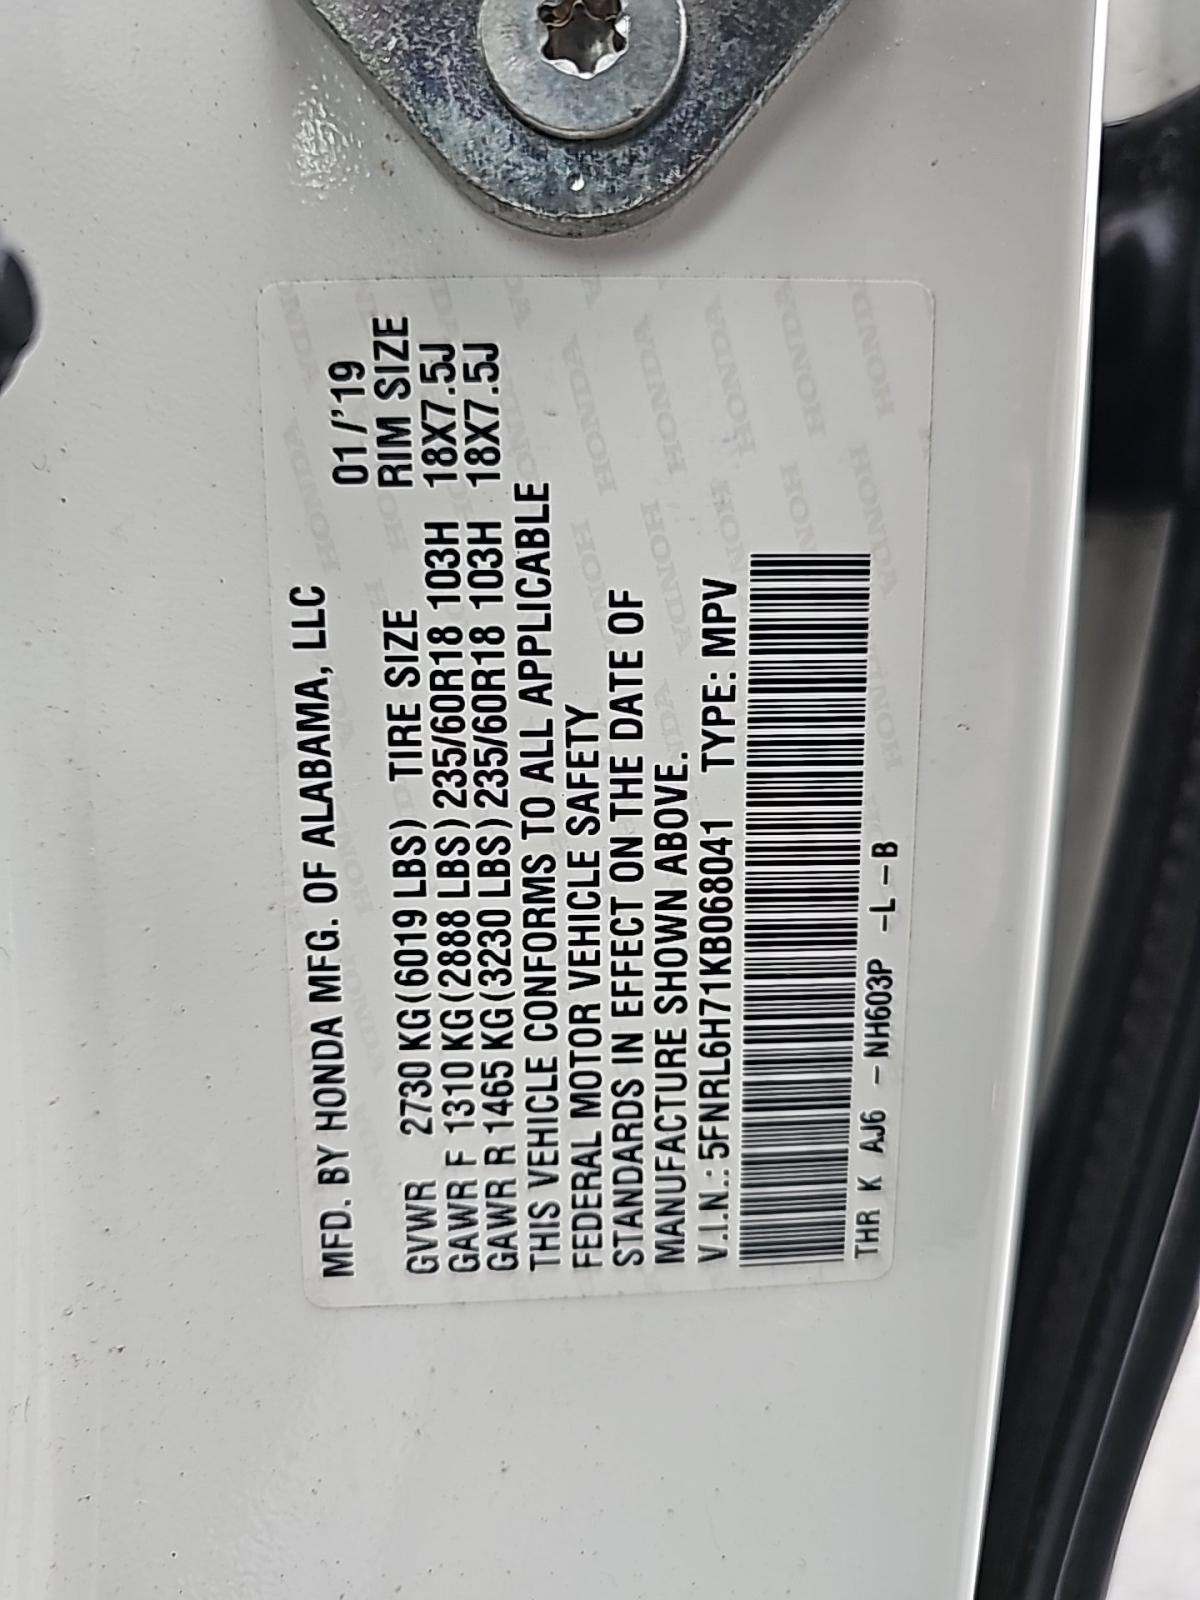 MFD. BY HONDA MFG. OF ALABAMA, LLC 01/'19
TIRE SIZE RIM SIZE
GVWR 2730 KG(6019 LBS)
GAWR F 1310 KG(2888 LBS) 235/60R18 103H 18X7.5J
GAWR R 1465 KG(3230 LBS) 235/60R18 103H 18X7.5J
THIS VEHICLE CONFORMS TO ALL APPLICABLE
FEDERAL MOTOR VEHICLE SAFETY
STANDARDS IN EFFECT ON THE DATE OF
MANUFACTURE SHOWN ABOVE.
V.I.N.: 5FNRL6H71KB068041 TYPE: MPV
THR K AJ6 -NH603P -L-B